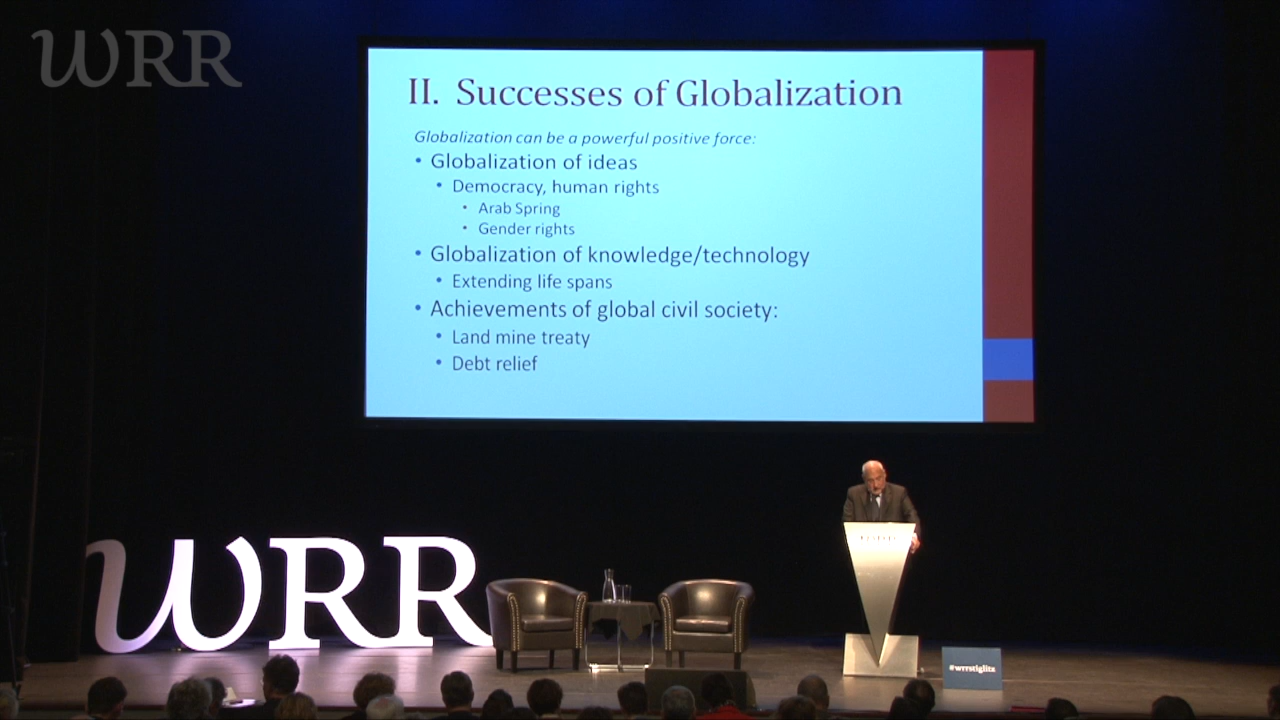 WRR
II. Successes of Globalization
Globalization can be a powerful positive force:
• Globalization of ideas
• Democracy, human rights
• Arab Spring
• Gender rights
• Globalization of knowledge/technology
• Extending life spans
• Achievements of global civil society:
• Land mine treaty
• Debt relief
WRR
#wrrstiglitz